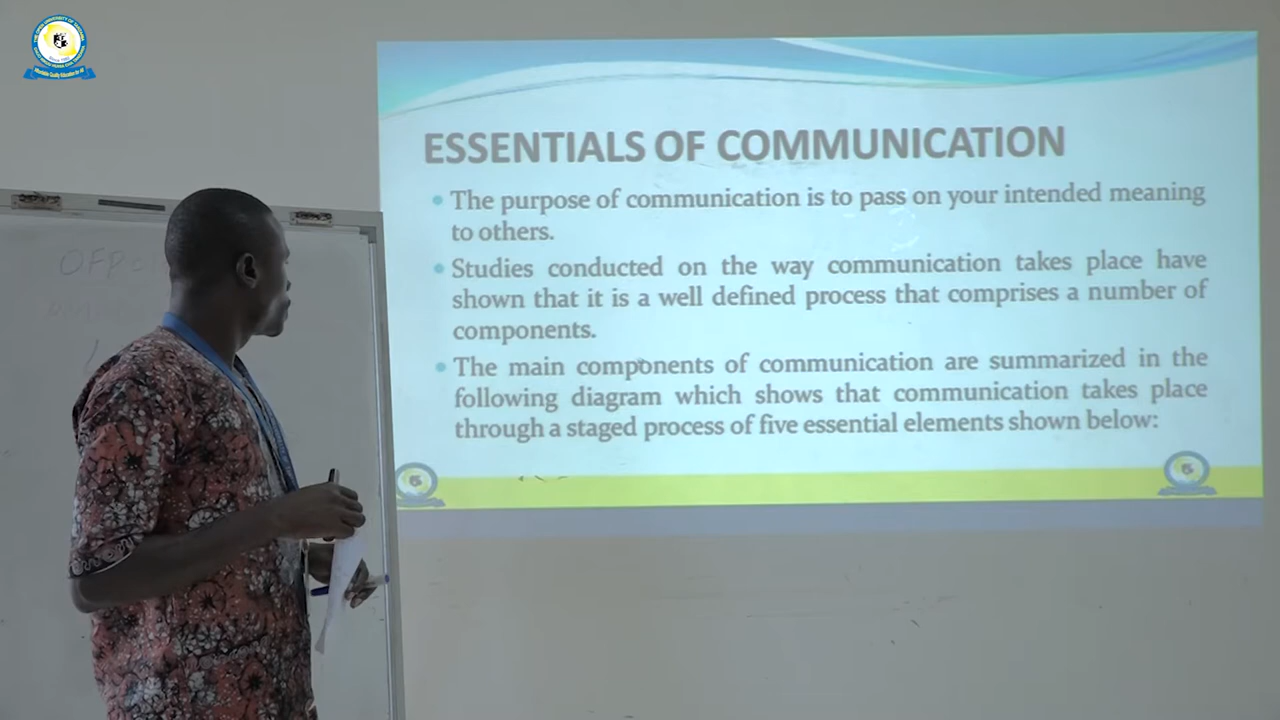 ESSENTIALS OF COMMUNICATION
The purpose of communication is to pass on your intended meaning
to others.
Studies conducted on the way communication takes place have
shown that it is a well defined process that comprises a number of
components.
The main components of communication are summarized in the
following diagram which shows that communication takes place
through a staged process of five essential elements shown below: